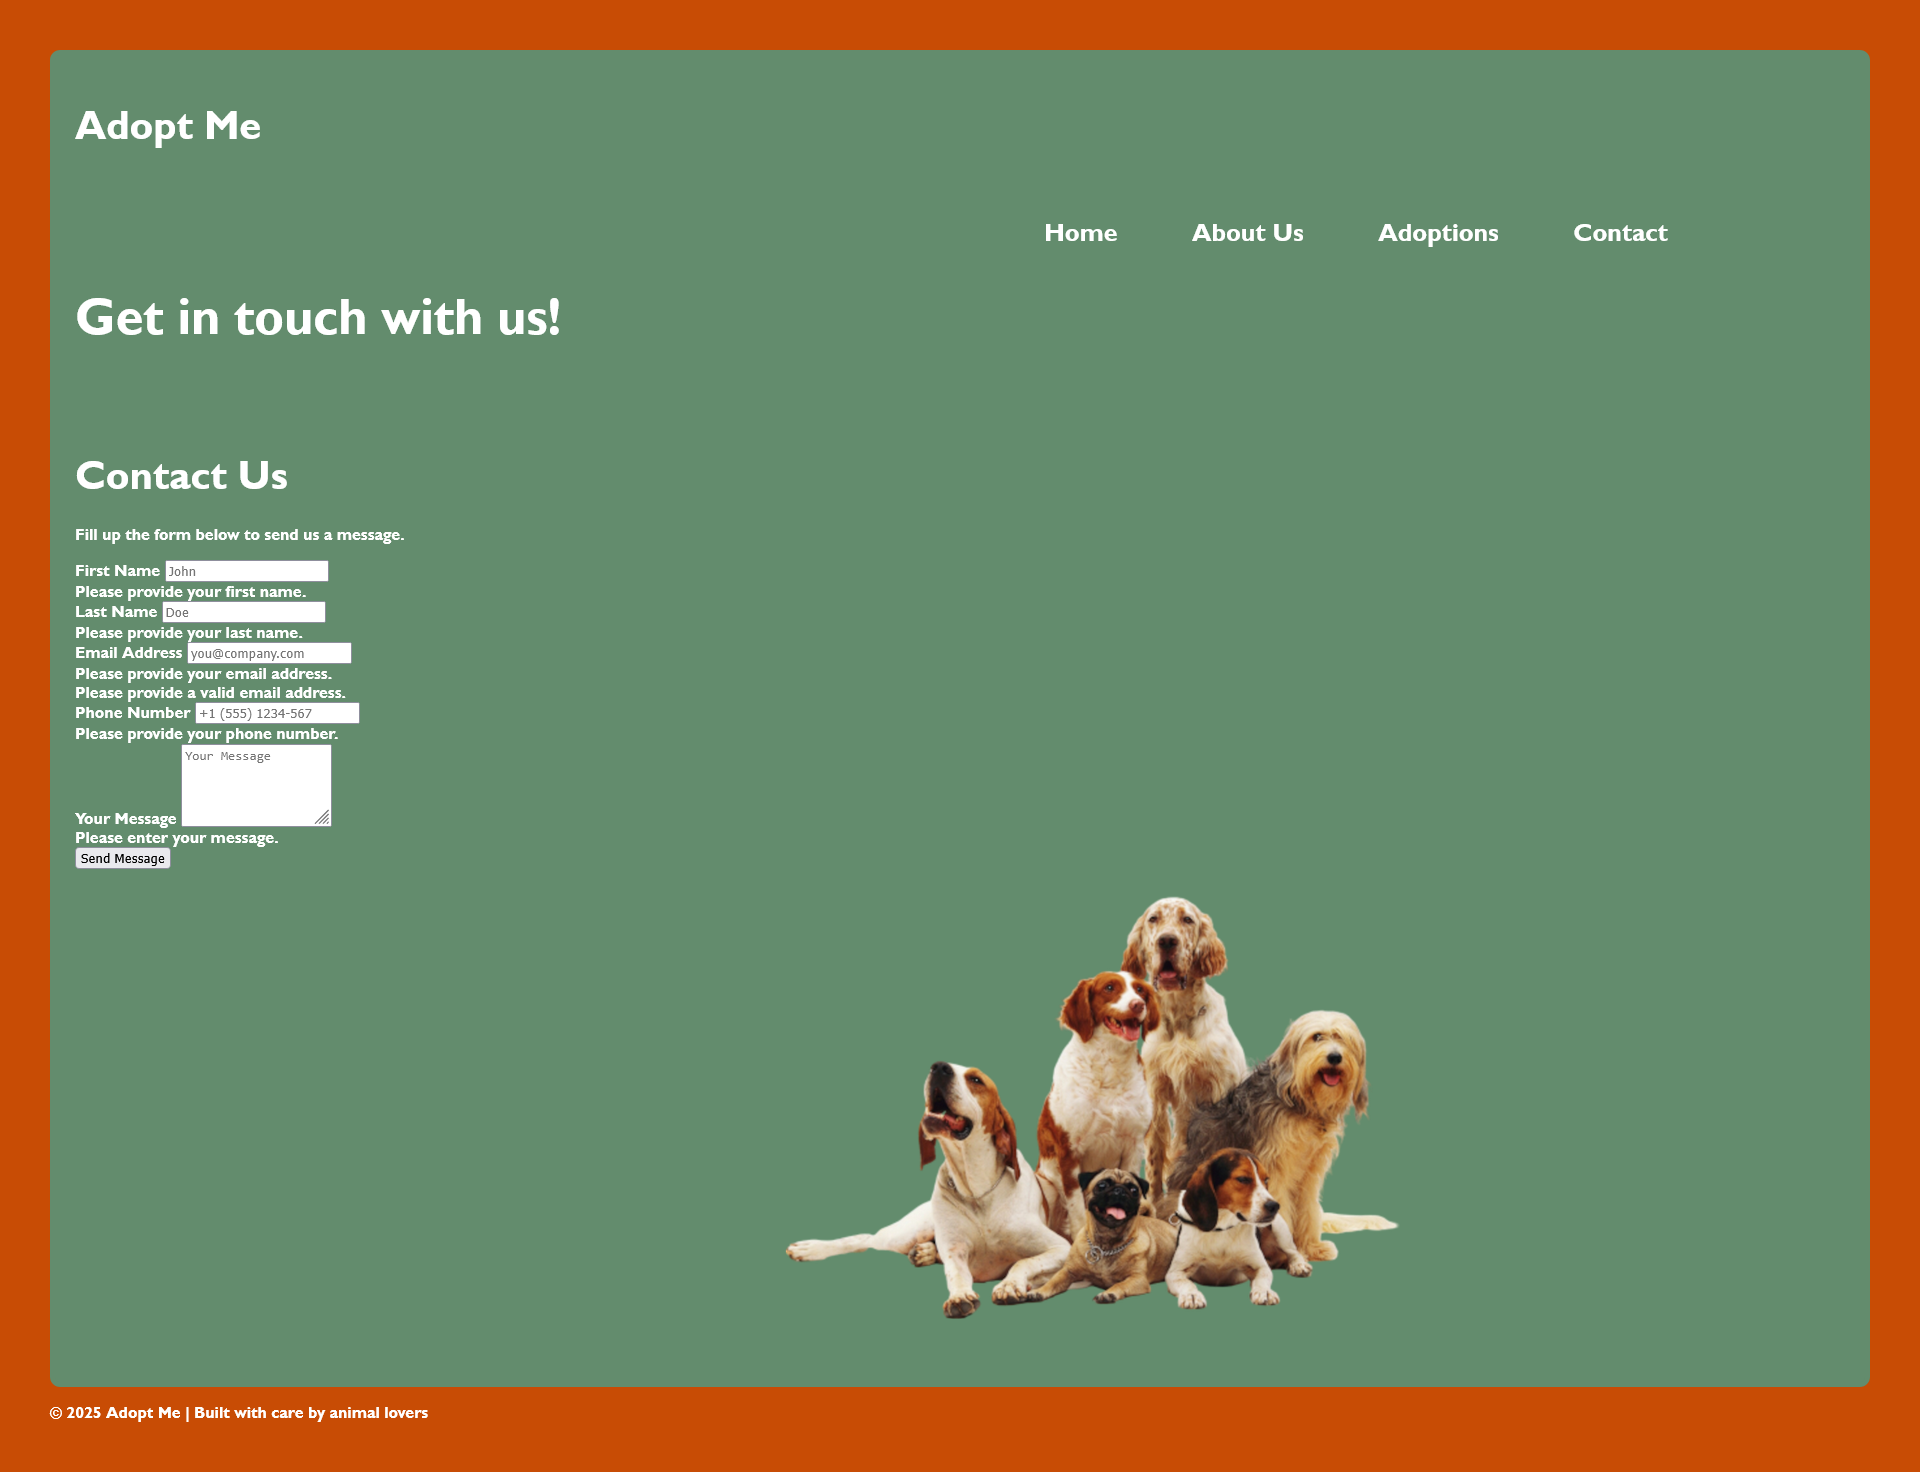 Adopt Me
Home About Us Adoptions Contact
Get in touch with us!
Contact Us
Fill up the form below to send us a message.
First Name John
Please provide your first name.
Last Name Doe
Please provide your last name.
Email Address you@company.com
Please provide your email address.
Please provide a valid email address.
Phone Number +1 (555) 1234-567
Please provide your phone number.
Your Message Your Message
Please enter your message.
Send Message
© 2025 Adopt Me | Built with care by animal lovers